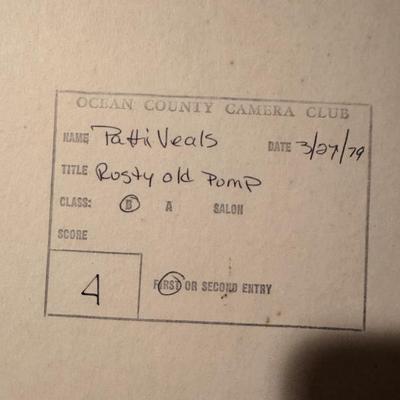 OCEAN COUNTY CAMERA CLUB
NAME Patti Veals DATE 3/27/79
TITLE Rusty old Pump
CLASS: B A SALON
SCORE
4 FIRST OR SECOND ENTRY